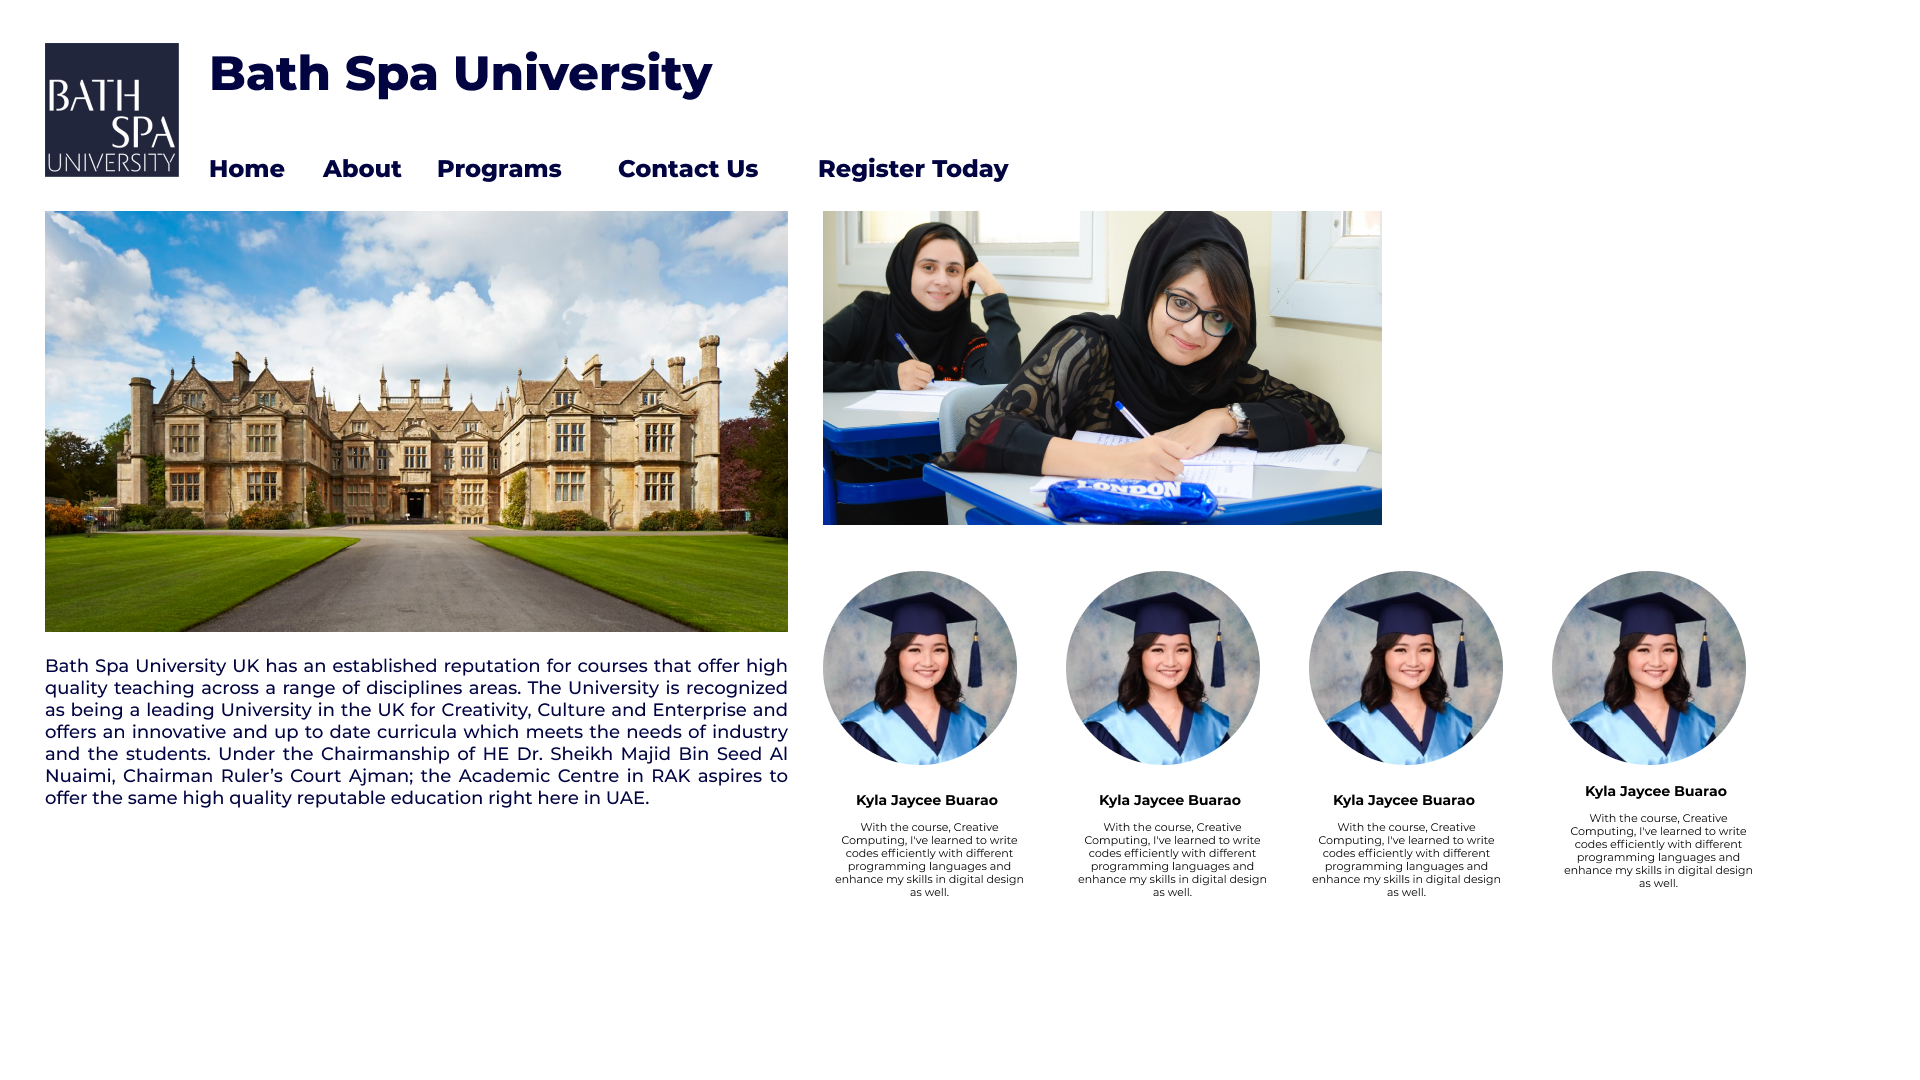 BATH
SPA
UNIVERSITY
Bath Spa University
Home About Programs Contact Us Register Today
LONDON
Bath Spa University UK has an established reputation for courses that offer high
quality teaching across a range of disciplines areas. The University is recognized
as being a leading University in the UK for Creativity, Culture and Enterprise and
offers an innovative and up to date curricula which meets the needs of industry
and the students. Under the Chairmanship of HE Dr. Sheikh Majid Bin Seed Al
Nuaimi, Chairman Ruler’s Court Ajman; the Academic Centre in RAK aspires to
offer the same high quality reputable education right here in UAE.
Kyla Jaycee Buarao
With the course, Creative
Computing, I've learned to write
codes efficiently with different
programming languages and
enhance my skills in digital design
as well.
Kyla Jaycee Buarao
With the course, Creative
Computing, I've learned to write
codes efficiently with different
programming languages and
enhance my skills in digital design
as well.
Kyla Jaycee Buarao
With the course, Creative
Computing, I've learned to write
codes efficiently with different
programming languages and
enhance my skills in digital design
as well.
Kyla Jaycee Buarao
With the course, Creative
Computing, I've learned to write
codes efficiently with different
programming languages and
enhance my skills in digital design
as well.